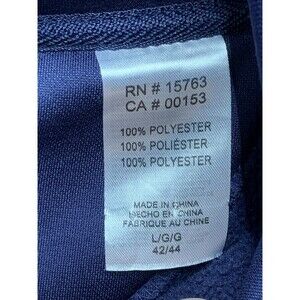 RN # 15763
CA # 00153
100% POLYESTER
100% POLIÉSTER
100% POLYESTER
MADE IN CHINA
HECHO EN CHINA
FABRIQUE AU CHINE
L/G/G
42/44